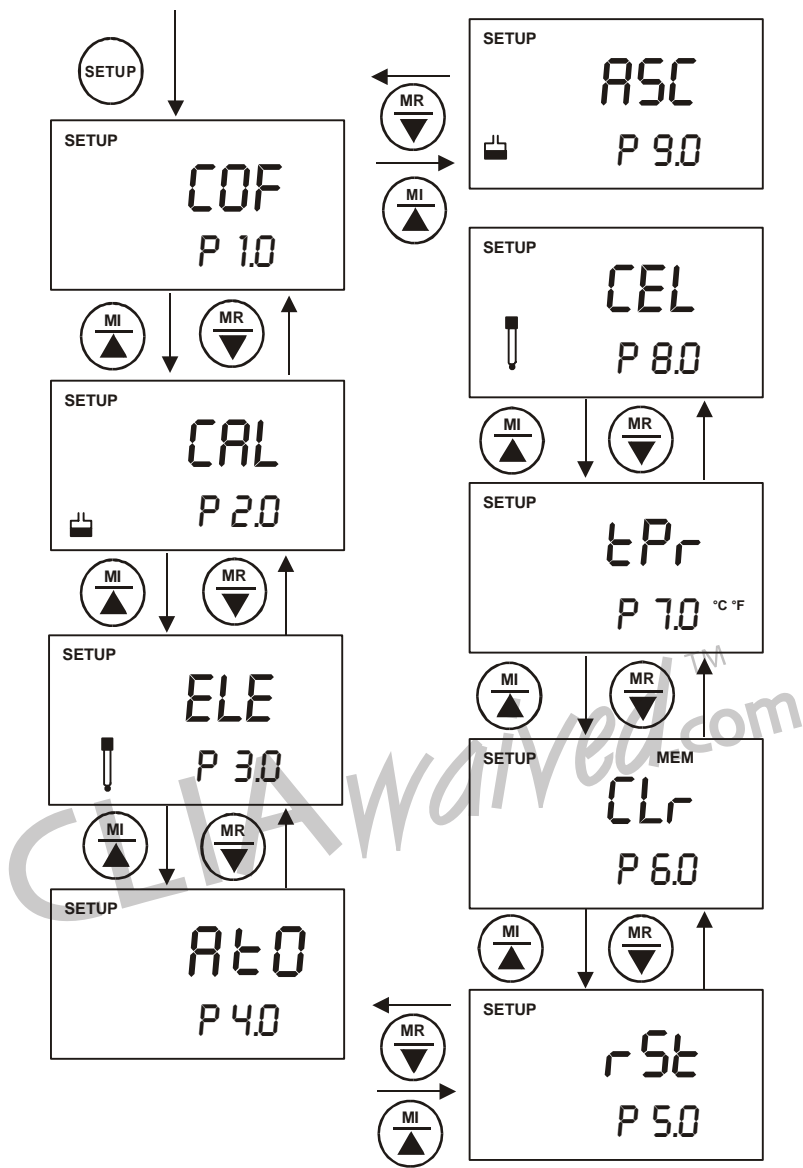 SETUP
SETUP
COF
P 1.0
MI
MR
SETUP
CAL
P 2.0
MI
MR
SETUP
ELE
P 3.0
MI
MR
SETUP
AtO
P 4.0
MR
MI
SETUP
ASC
P 9.0
MR
MI
SETUP
CEL
P 8.0
MI
MR
SETUP
tPr
P 7.0 °C °F
MI
MR
SETUP MEM
CLr
P 6.0
MI
MR
SETUP
rSt
P 5.0
CLIAwaived.com™